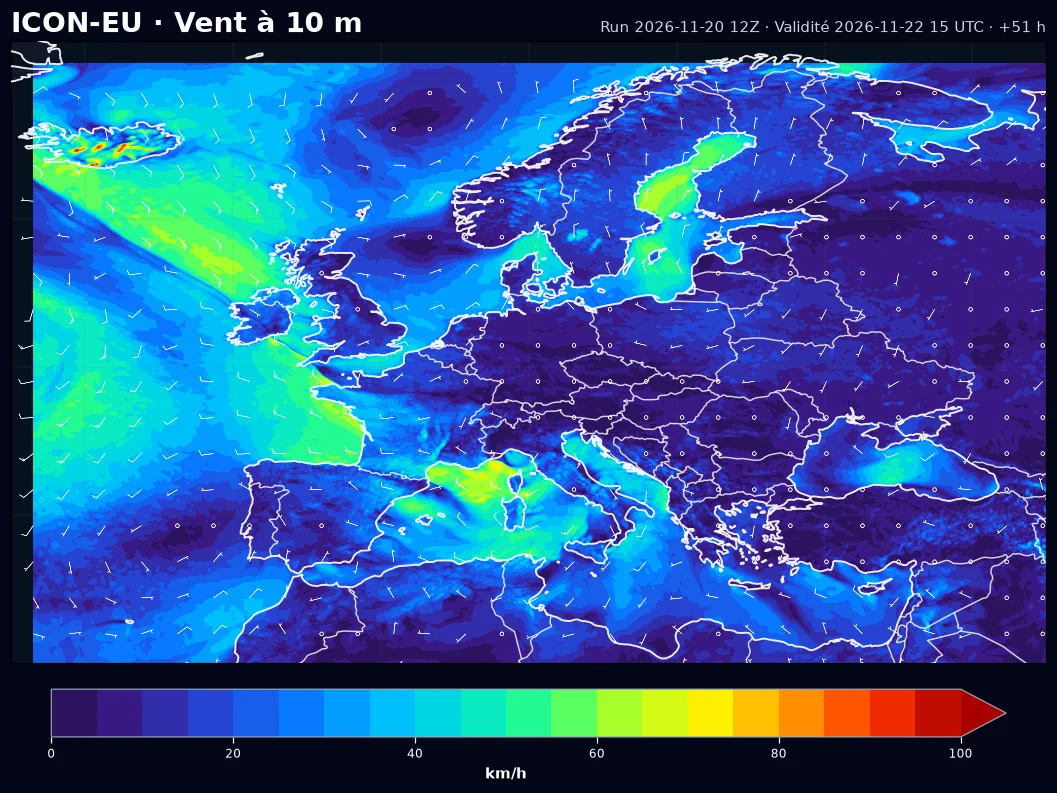 ICON-EU · Vent à 10 m
Run 2026-11-20 12Z · Validité 2026-11-22 15 UTC · +51 h
0 20 40 60 80 100
km/h